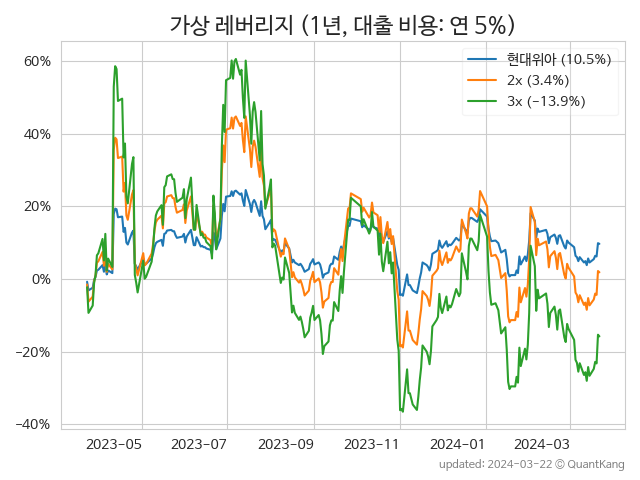 가상 레버리지 (1년, 대출 비용: 연 5%)
현대위아 (10.5%)
2x (3.4%)
3x (-13.9%)
60%
40%
20%
0%
-20%
-40%
2023-05
2023-07
2023-09
2023-11
2024-01
2024-03
updated: 2024-03-22 © QuantKang